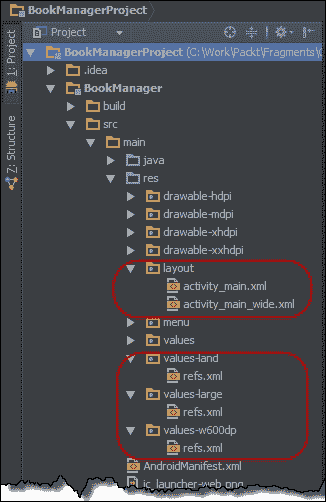 BookManagerProject
Project
1: Project
Z: Structure
BookManagerProject (C:\Work\Packt\Fragments\
.idea
BookManager
build
src
main
java
res
drawable-hdpi
drawable-mdpi
drawable-xhdpi
drawable-xxhdpi
layout
activity_main.xml
activity_main_wide.xml
menu
values
values-land
refs.xml
values-large
refs.xml
values-w600dp
refs.xml
AndroidManifest.xml
ic_launcher-web.png